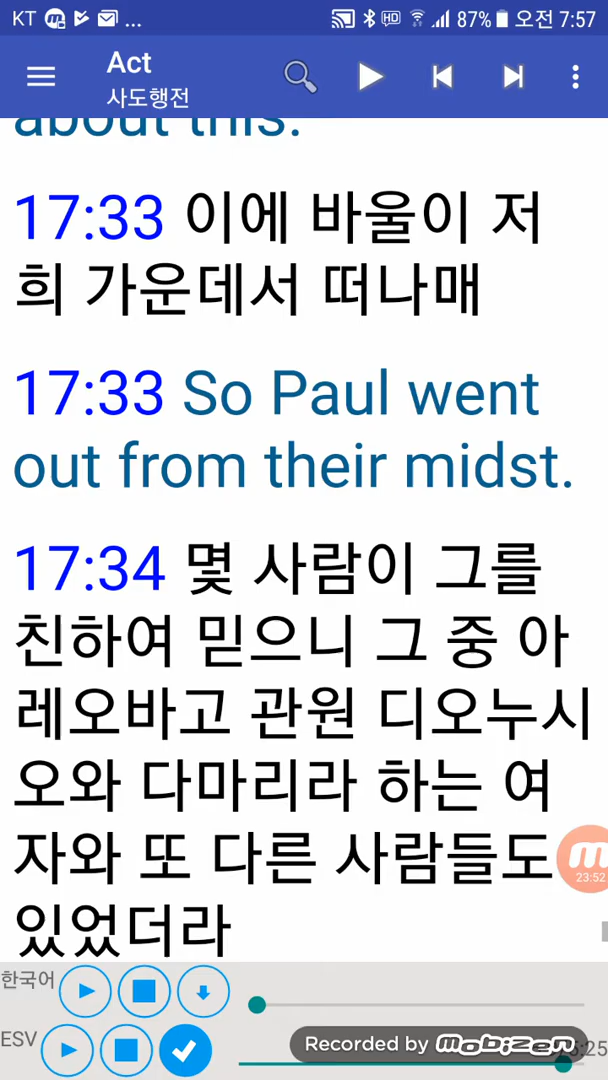 KT ... HD 87% 오전 7:57
Act
사도행전
about this.
17:33 이에 바울이 저
희 가운데서 떠나매
17:33 So Paul went
out from their midst.
17:34 몇 사람이 그를
친하여 믿으니 그 중 아
레오바고 관원 디오누시
오와 다마리라 하는 여
자와 또 다른 사람들도
23:52
있었더라
한국어
ESV
Recorded by mobizen